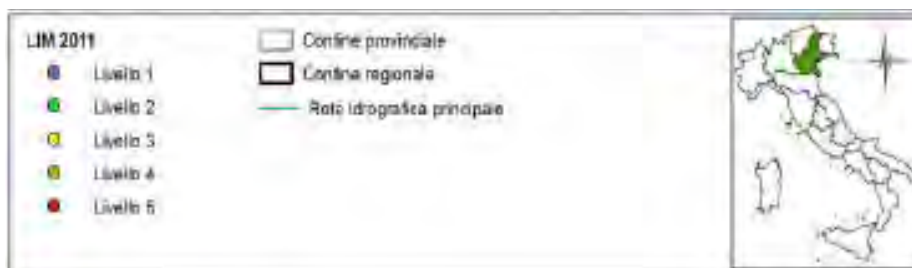 LIM 2011
Livello 1
Livello 2
Livello 3
Livello 4
Livello 5
Confine provinciale
Confine regionale
Rete idrografica principale